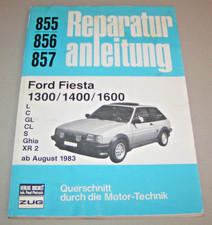 855
856
857
Reparatur
anleitung
Ford Fiesta
1300/1400/1600
L
C
GL
CL
S
Ghia
XR 2
ab August 1983
ZUG
Querschnitt
durch die Motor-Technik